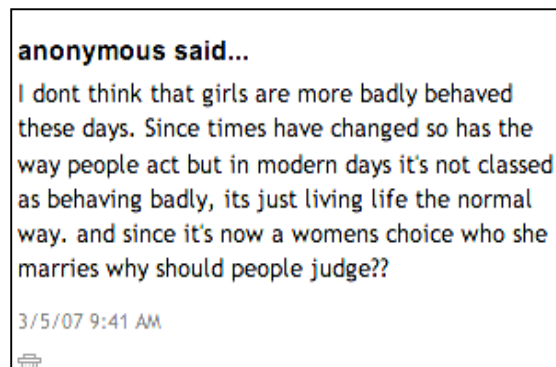 anonymous said...
I dont think that girls are more badly behaved
these days. Since times have changed so has the
way people act but in modern days it's not classed
as behaving badly, its just living life the normal
way. and since it's now a womens choice who she
marries why should people judge??
3/5/07 9:41 AM